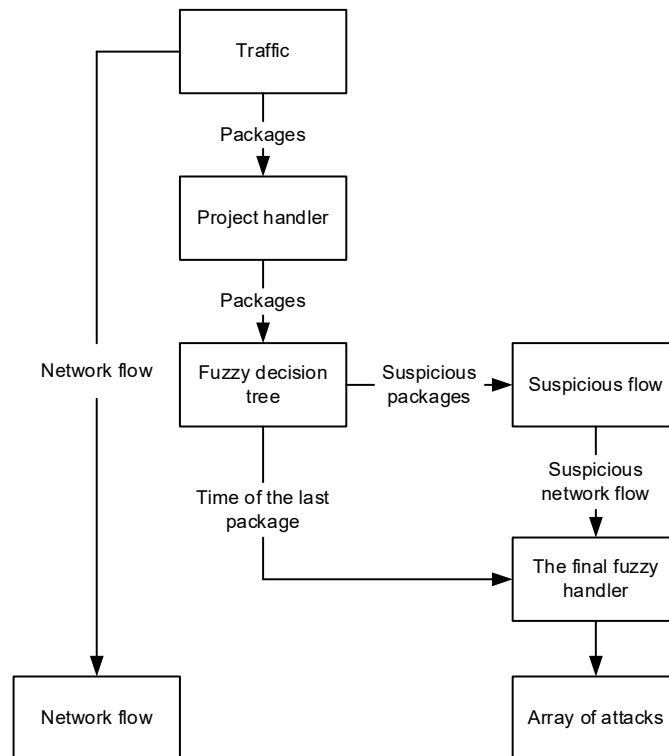 Traffic
Packages
Project handler
Packages
Network flow
Fuzzy decision
tree
Suspicious
packages
Suspicious flow
Time of the last
package
Suspicious
network flow
The final fuzzy
handler
Network flow
Array of attacks